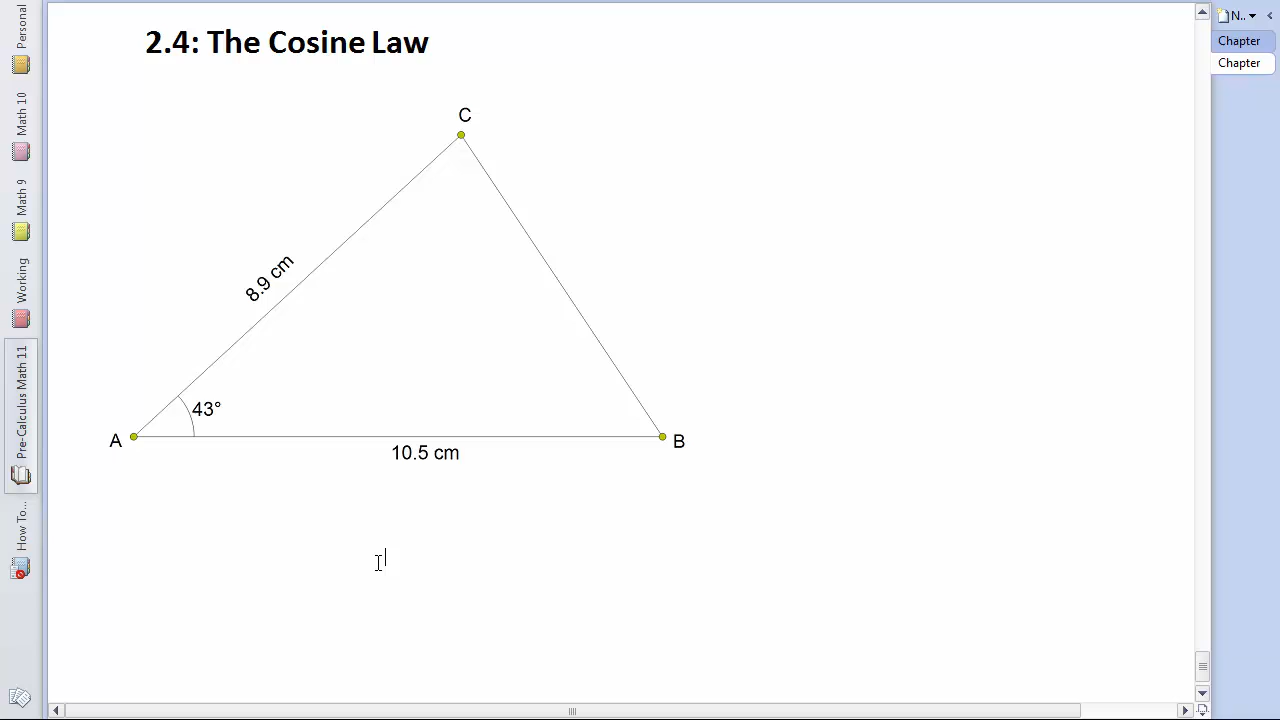 2.4: The Cosine Law
C
8.9 cm
43°
A
B
10.5 cm
Personal
Math 10
Math 9
Working
Pre-Calculus Math 11
How To...
N..
Chapter
Chapter